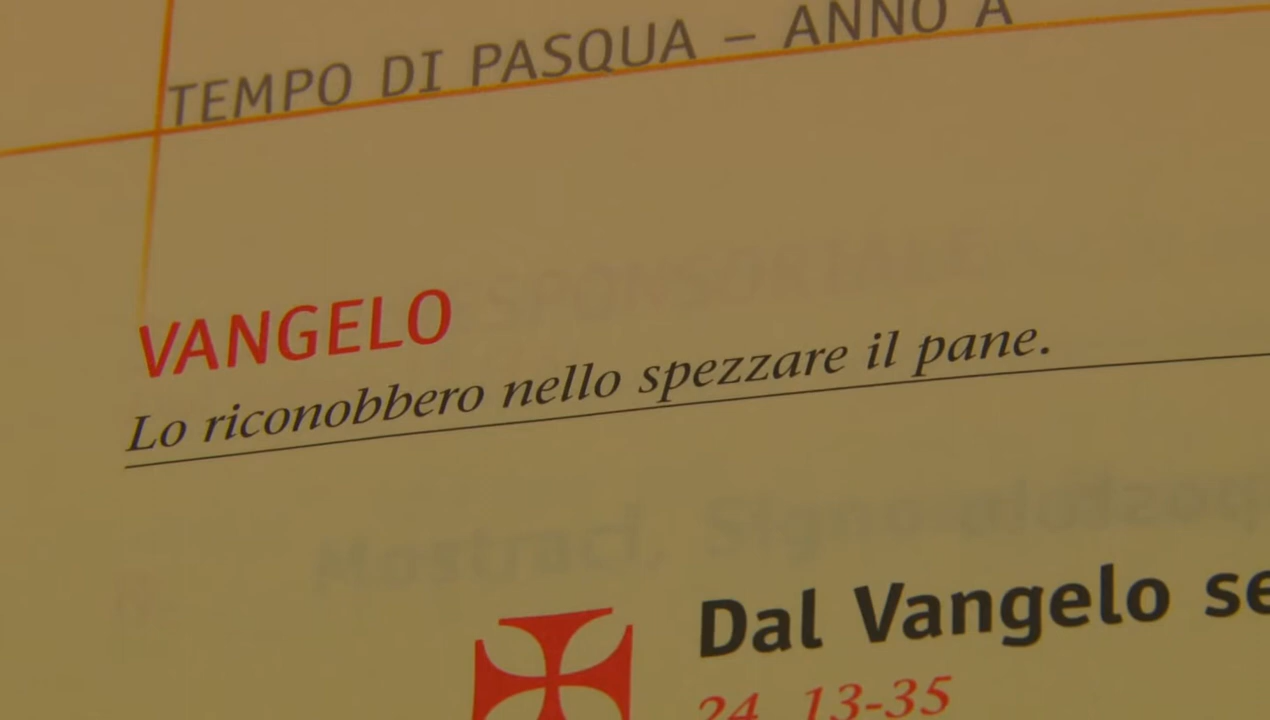 TEMPO DI PASQUA – ANNO A
VANGELO
Lo riconobbero nello spezzare il pane.
Dal Vangelo se
24, 13-35